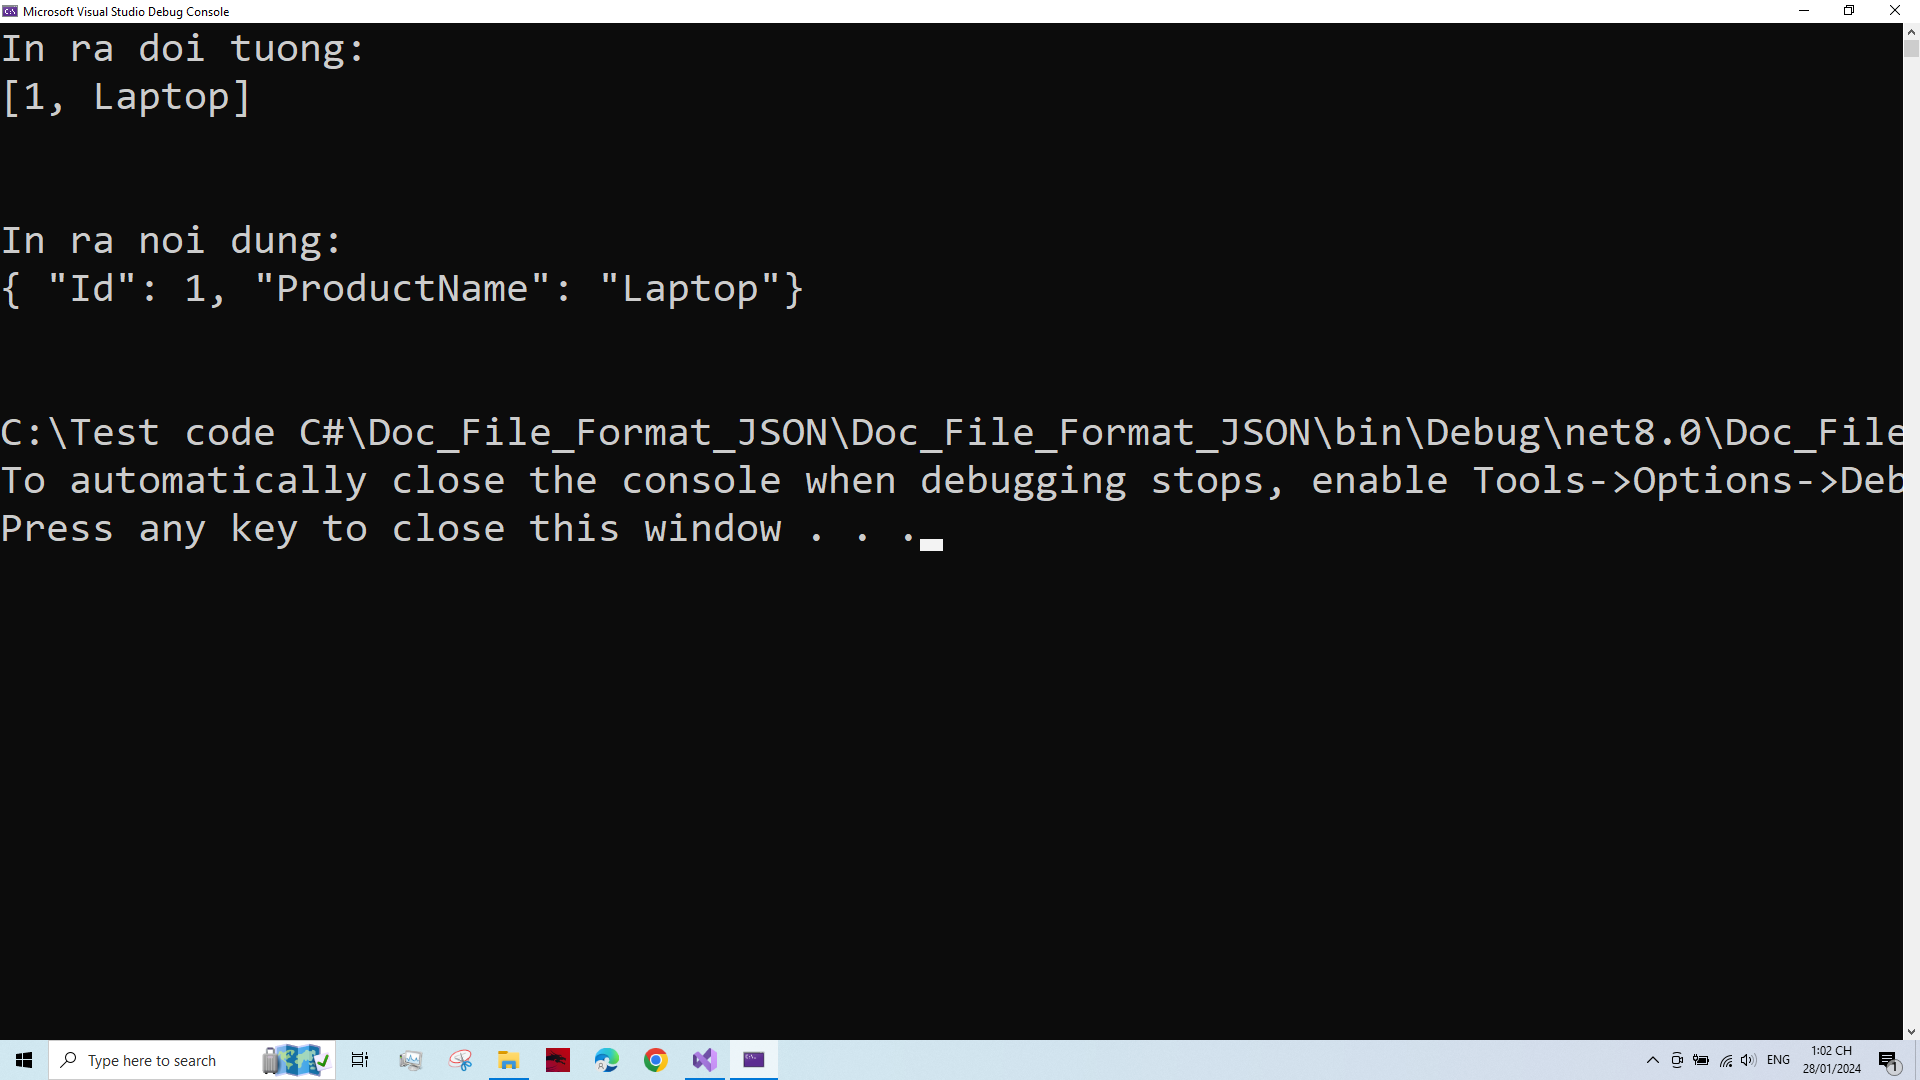 Microsoft Visual Studio Debug Console
In ra doi tuong:
[1, Laptop]
In ra noi dung:
{ "Id": 1, "ProductName": "Laptop"}
C:\Test code C#\Doc_File_Format_JSON\Doc_File_Format_JSON\bin\Debug\net8.0\Doc_File
To automatically close the console when debugging stops, enable Tools->Options->Deb
Press any key to close this window . . .
Type here to search
ENG
1:02 CH
28/01/2024
1